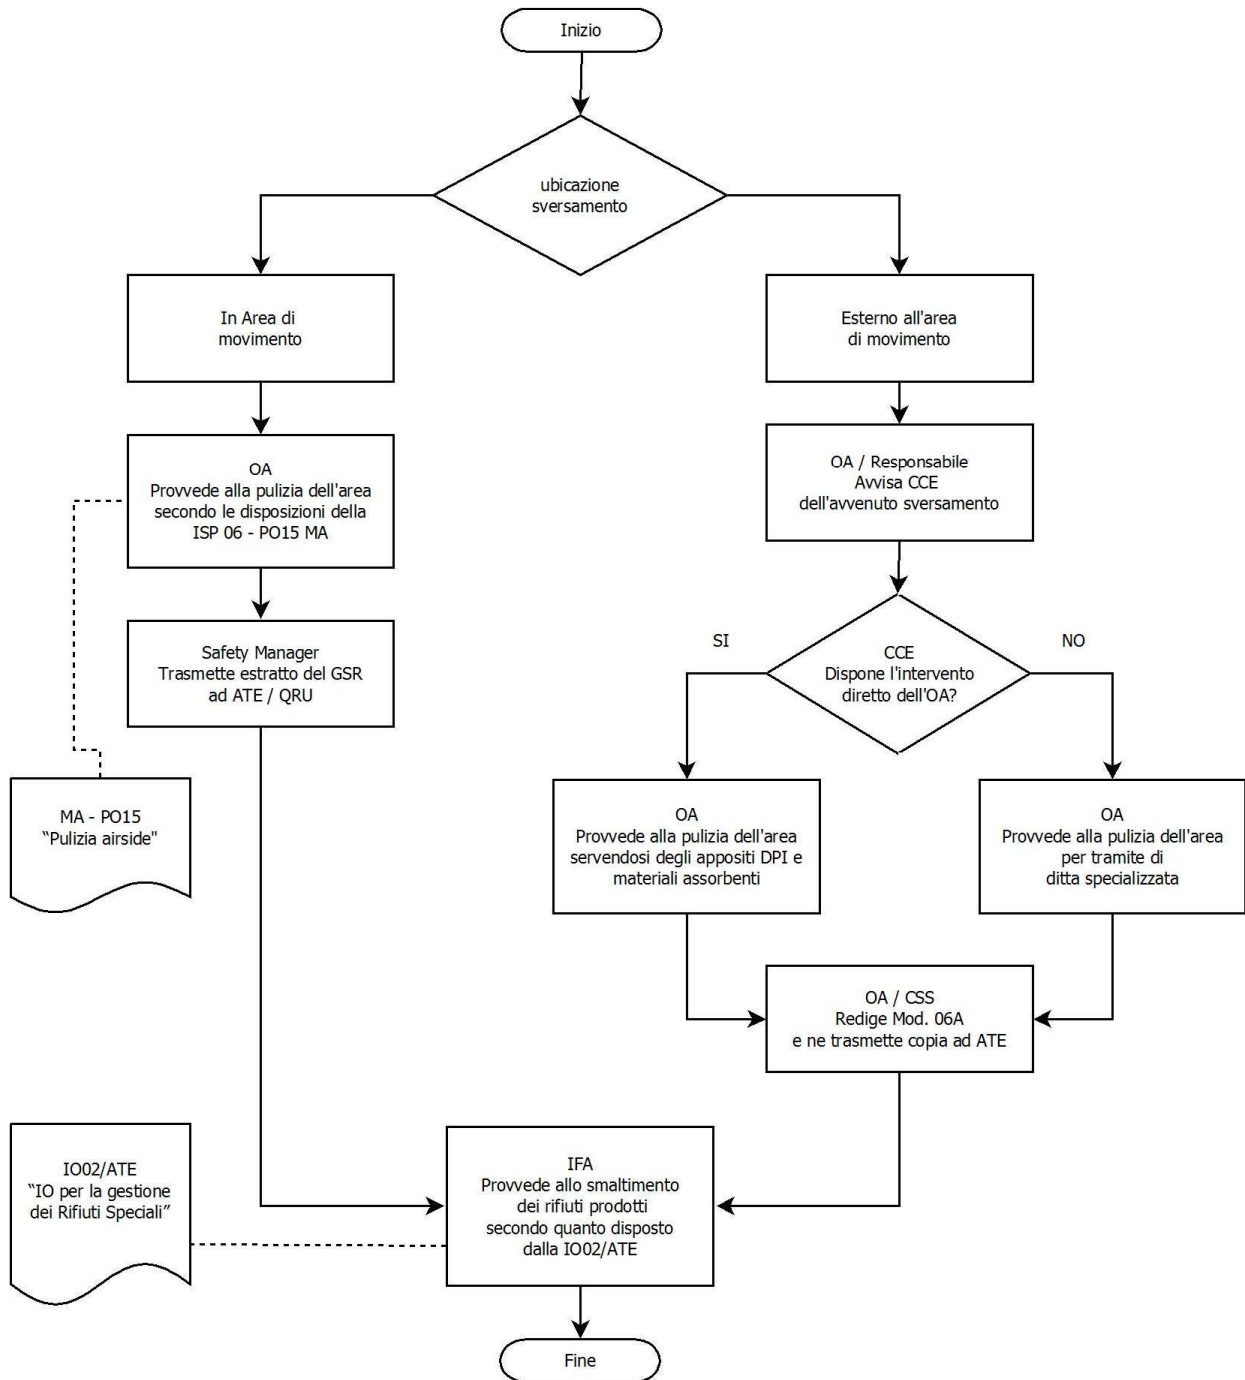 Inizio
ubicazione
sversamento
In Area di
movimento
Esterno all'area
di movimento
OA
Provvede alla pulizia dell'area
secondo le disposizioni della
ISP 06 - PO15 MA
OA / Responsabile
Avvisa CCE
dell'avvenuto sversamento
Safety Manager
Trasmette estratto del GSR
ad ATE / QRU
SI
NO
CCE
Dispone l'intervento
diretto dell'OA?
MA - PO15
“Pulizia airside"
OA
Provvede alla pulizia dell'area
servendosi degli appositi DPI e
materiali assorbenti
OA
Provvede alla pulizia dell'area
per tramite di
ditta specializzata
OA / CSS
Redige Mod. 06A
e ne trasmette copia ad ATE
IO02/ATE
“IO per la gestione
dei Rifiuti Speciali”
IFA
Provvede allo smaltimento
dei rifiuti prodotti
secondo quanto disposto
dalla IO02/ATE
Fine